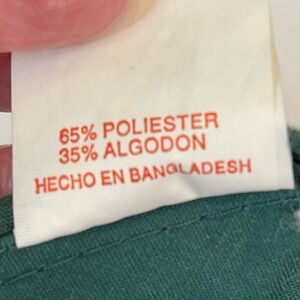 65% POLIESTER
35% ALGODON
HECHO EN BANGLADESH